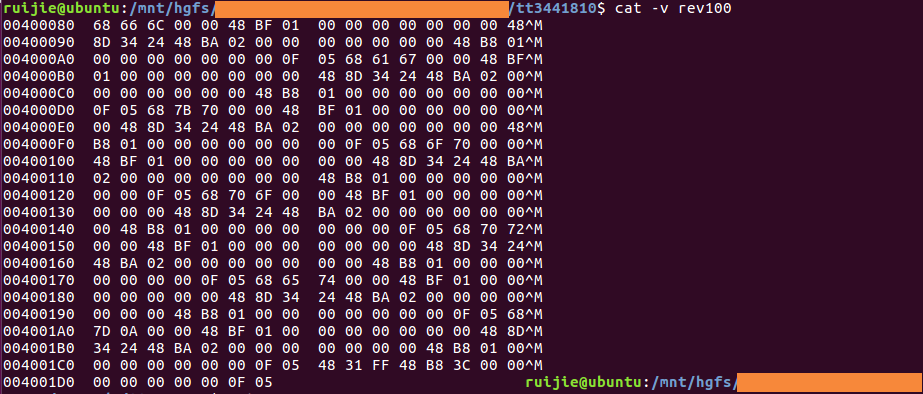 ruijie@ubuntu:/mnt/hgfs/ /tt3441810$ cat -v rev100
00400080  68 66 6C 00 00 48 BF 01  00 00 00 00 00 00 00 48^M
00400090  8D 34 24 48 BA 02 00 00  00 00 00 00 00 48 B8 01^M
004000A0  00 00 00 00 00 00 00 0F  05 68 61 67 00 00 48 BF^M
004000B0  01 00 00 00 00 00 00 00  48 8D 34 24 48 BA 02 00^M
004000C0  00 00 00 00 00 00 48 B8  01 00 00 00 00 00 00 00^M
004000D0  0F 05 68 7B 70 00 00 48  BF 01 00 00 00 00 00 00^M
004000E0  00 48 8D 34 24 48 BA 02  00 00 00 00 00 00 00 48^M
004000F0  B8 01 00 00 00 00 00 00  00 0F 05 68 6F 70 00 00^M
00400100  48 BF 01 00 00 00 00 00  00 00 48 8D 34 24 48 BA^M
00400110  02 00 00 00 00 00 00 00  48 B8 01 00 00 00 00 00^M
00400120  00 00 0F 05 68 70 6F 00  00 48 BF 01 00 00 00 00^M
00400130  00 00 00 48 8D 34 24 48  BA 02 00 00 00 00 00 00^M
00400140  00 48 B8 01 00 00 00 00  00 00 00 0F 05 68 70 72^M
00400150  00 00 48 BF 01 00 00 00  00 00 00 00 48 8D 34 24^M
00400160  48 BA 02 00 00 00 00 00  00 00 48 B8 01 00 00 00^M
00400170  00 00 00 00 0F 05 68 65  74 00 00 48 BF 01 00 00^M
00400180  00 00 00 00 00 48 8D 34  24 48 BA 02 00 00 00 00^M
00400190  00 00 00 48 B8 01 00 00  00 00 00 00 00 0F 05 68^M
004001A0  7D 0A 00 00 48 BF 01 00  00 00 00 00 00 00 48 8D^M
004001B0  34 24 48 BA 02 00 00 00  00 00 00 00 48 B8 01 00^M
004001C0  00 00 00 00 00 00 0F 05  48 31 FF 48 B8 3C 00 00^M
004001D0  00 00 00 00 00 0F 05 ruijie@ubuntu:/mnt/hgfs/